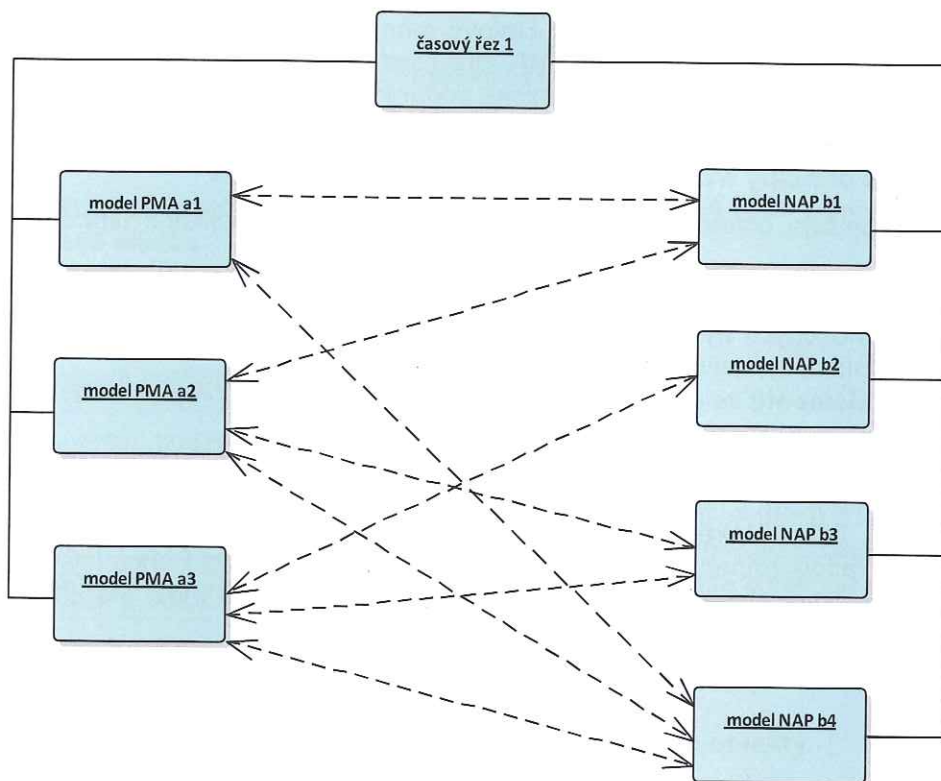 časový řez 1
model PMA a1
model NAP b1
model PMA a2
model NAP b2
model PMA a3
model NAP b3
model NAP b4